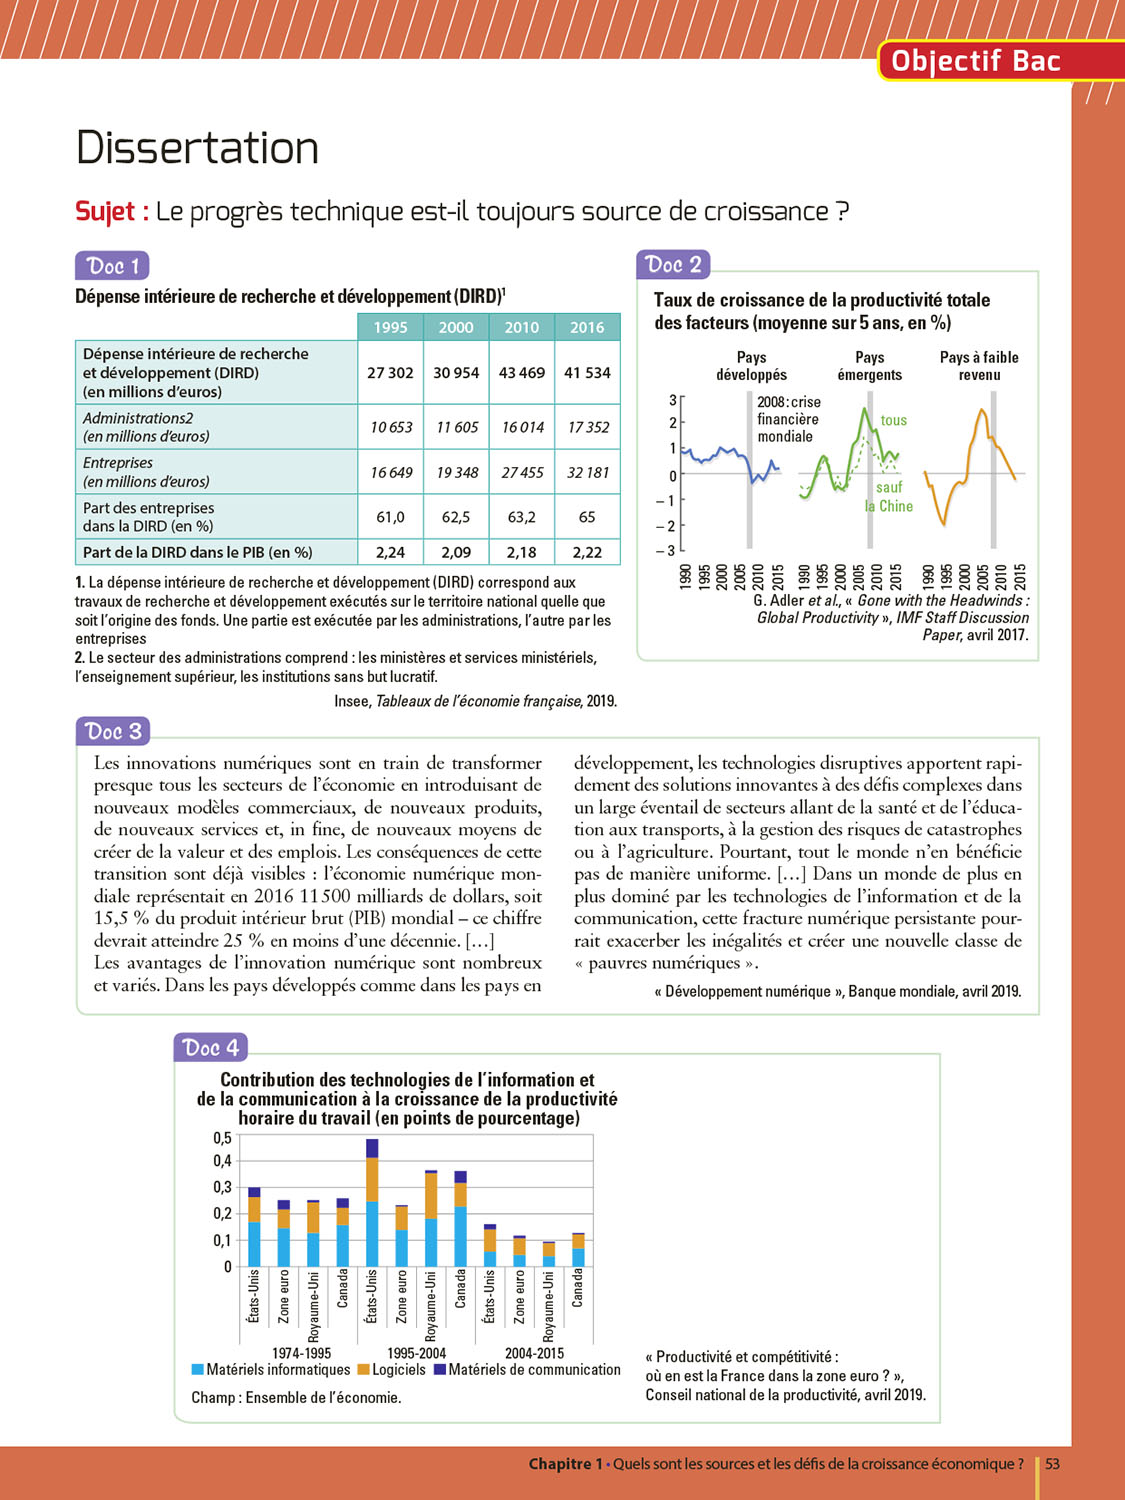 Objectif Bac
Dissertation
Sujet : Le progrès technique est-il toujours source de croissance ?
Doc 1
Dépense intérieure de recherche et développement (DIRD)1
1995 2000 2010 2016
Dépense intérieure de recherche
et développement (DIRD)
(en millions d'euros)
27 302 30 954 43 469 41 534
Administrations2
(en millions d'euros)
10 653 11 605 16 014 17 352
Entreprises
(en millions d'euros)
16 649 19 348 27 455 32 181
Part des entreprises
dans la DIRD (en %)
61,0 62,5 63,2 65
Part de la DIRD dans le PIB (en %) 2,24 2,09 2,18 2,22
1. La dépense intérieure de recherche et développement (DIRD) correspond aux
travaux de recherche et développement exécutés sur le territoire national quelle que
soit l'origine des fonds. Une partie est exécutée par les administrations, l'autre par les
entreprises
2. Le secteur des administrations comprend : les ministères et services ministériels,
l'enseignement supérieur, les institutions sans but lucratif.
Insee, Tableaux de l'économie française, 2019.
Doc 2
Taux de croissance de la productivité totale
des facteurs (moyenne sur 5 ans, en %)
Pays
développés
Pays
émergents
Pays à faible
revenu
3
2
1
0
– 1
– 2
– 3
2008 : crise
financière
mondiale
tous
sauf
la Chine
1990 1995 2000 2005 2010 2015
1990 1995 2000 2005 2010 2015
1990 1995 2000 2005 2010 2015
G. Adler et al., « Gone with the Headwinds :
Global Productivity », IMF Staff Discussion
Paper, avril 2017.
Doc 3
Les innovations numériques sont en train de transformer
presque tous les secteurs de l'économie en introduisant de
nouveaux modèles commerciaux, de nouveaux produits,
de nouveaux services et, in fine, de nouveaux moyens de
créer de la valeur et des emplois. Les conséquences de cette
transition sont déjà visibles : l'économie numérique mon-
diale représentait en 2016 11 500 milliards de dollars, soit
15,5 % du produit intérieur brut (PIB) mondial – ce chiffre
devrait atteindre 25 % en moins d'une décennie. […]
Les avantages de l'innovation numérique sont nombreux
et variés. Dans les pays développés comme dans les pays en
développement, les technologies disruptives apportent rapi-
dement des solutions innovantes à des défis complexes dans
un large éventail de secteurs allant de la santé et de l'éduca-
tion aux transports, à la gestion des risques de catastrophes
ou à l'agriculture. Pourtant, tout le monde n'en bénéficie
pas de manière uniforme. […] Dans un monde de plus en
plus dominé par les technologies de l'information et de la
communication, cette fracture numérique persistante pour-
rait exacerber les inégalités et créer une nouvelle classe de
« pauvres numériques ».
« Développement numérique », Banque mondiale, avril 2019.
Doc 4
Contribution des technologies de l'information et
de la communication à la croissance de la productivité
horaire du travail (en points de pourcentage)
0,5
0,4
0,3
0,2
0,1
0
États-Unis Zone euro Royaume-Uni Canada États-Unis Zone euro Royaume-Uni Canada États-Unis Zone euro Royaume-Uni Canada
1974-1995 1995-2004 2004-2015
Matériels informatiques Logiciels Matériels de communication
Champ : Ensemble de l'économie.
« Productivité et compétitivité :
où en est la France dans la zone euro ? »,
Conseil national de la productivité, avril 2019.
Chapitre 1 • Quels sont les sources et les défis de la croissance économique ? 53